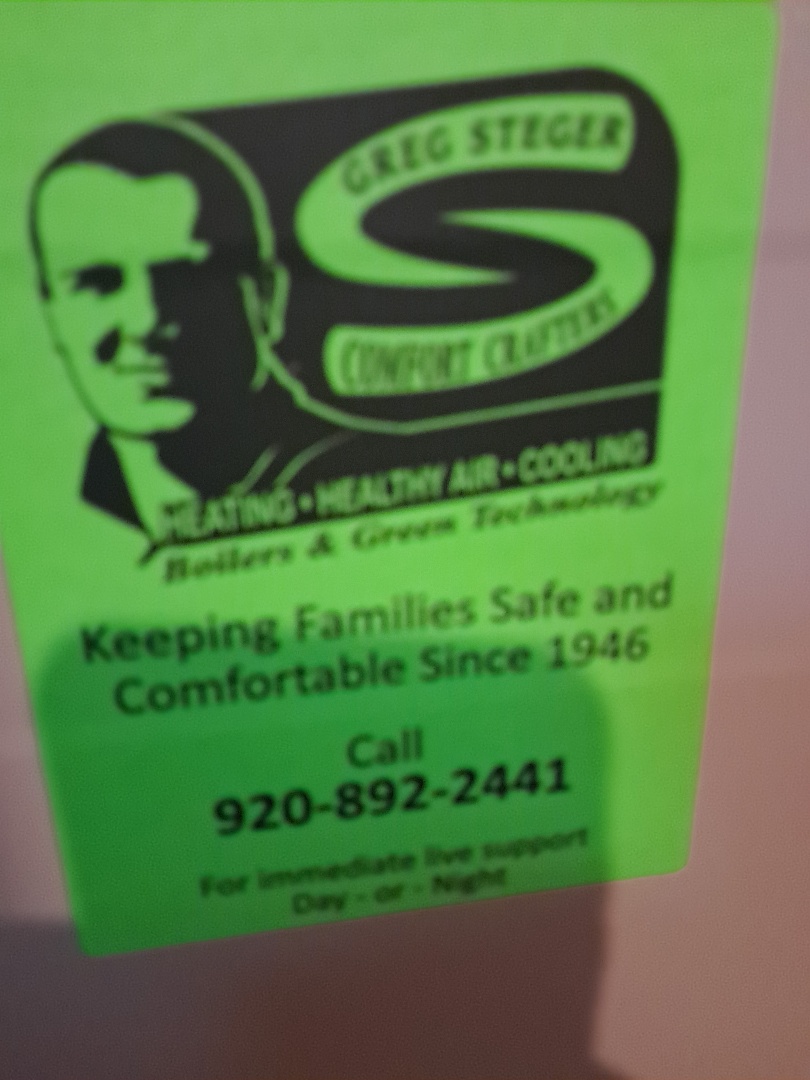 GREG STEGER
COMFORT CRAFTERS
HEATING • HEALTHY AIR • COOLING
Boilers & Green Technology
Keeping Families Safe and
Comfortable Since 1946
Call
920-892-2441
For immediate live support
Day - or - Night